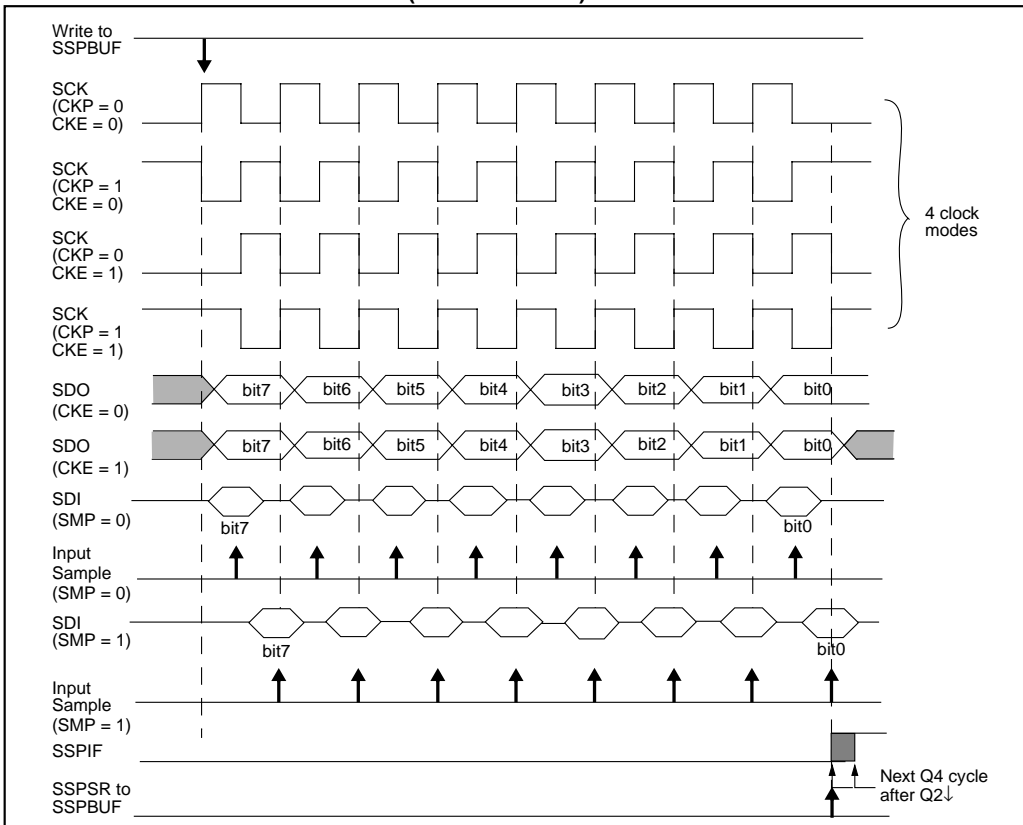 Write to
SSPBUF
SCK
(CKP = 0
CKE = 0)
SCK
(CKP = 1
CKE = 0)
4 clock
modes
SCK
(CKP = 0
CKE = 1)
SCK
(CKP = 1
CKE = 1)
SDO
(CKE = 0)
bit7 bit6 bit5 bit4 bit3 bit2 bit1 bit0
SDO
(CKE = 1)
bit7 bit6 bit5 bit4 bit3 bit2 bit1 bit0
SDI
(SMP = 0)
bit7 bit0
Input
Sample
(SMP = 0)
SDI
(SMP = 1)
bit7 bit0
Input
Sample
(SMP = 1)
SSPIF
Next Q4 cycle
after Q2↓
SSPSR to
SSPBUF